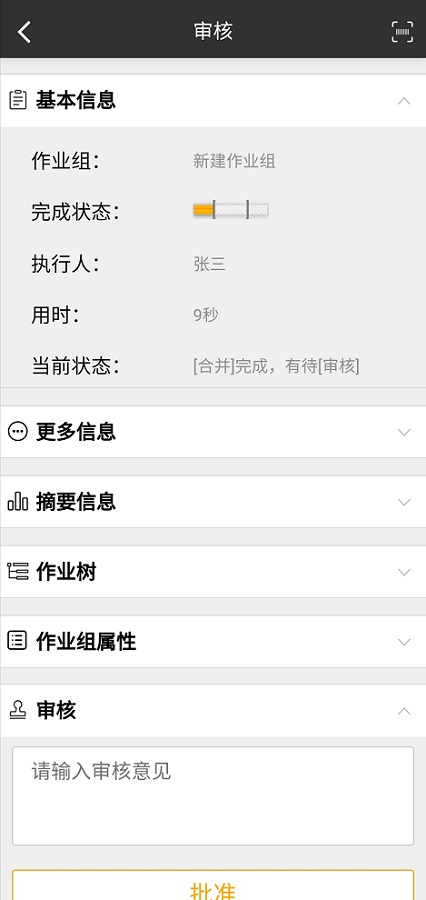 审核
基本信息
作业组：
新建作业组
完成状态：
执行人：
张三
用时：
9秒
当前状态：
[合并]完成，有待[审核]
更多信息
摘要信息
作业树
作业组属性
审核
请输入审核意见
批准